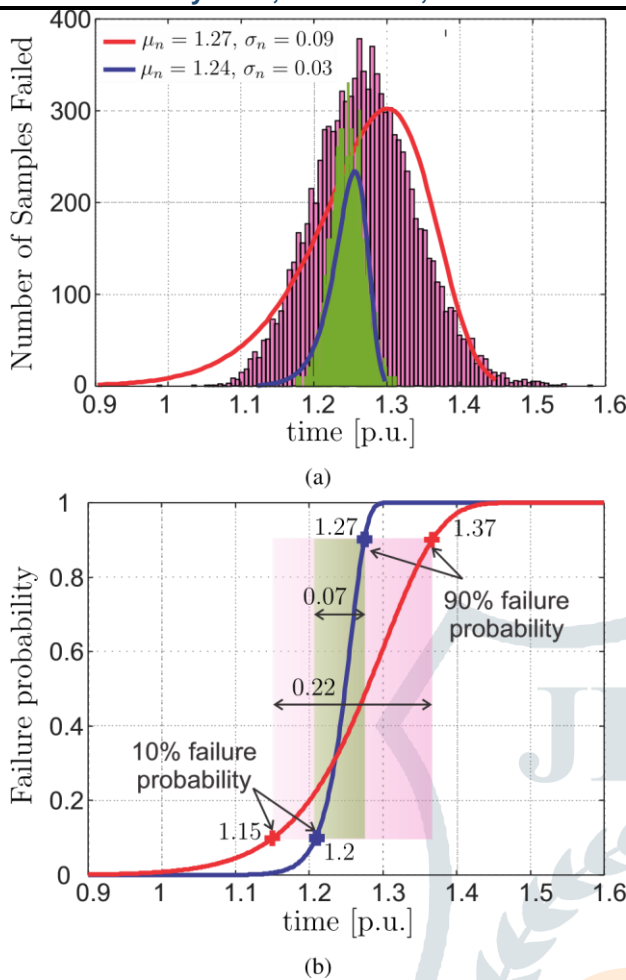 μn = 1.27, σn = 0.09
μn = 1.24, σn = 0.03
Number of Samples Failed
400
300
200
100
0
0.9 1 1.1 1.2 1.3 1.4 1.5 1.6
time [p.u.]
(a)
Failure probability
1
0.8
0.6
0.4
0.2
0
1.27
1.37
0.07
90% failure
probability
0.22
10% failure
probability
1.15
1.2
0.9 1 1.1 1.2 1.3 1.4 1.5 1.6
time [p.u.]
(b)